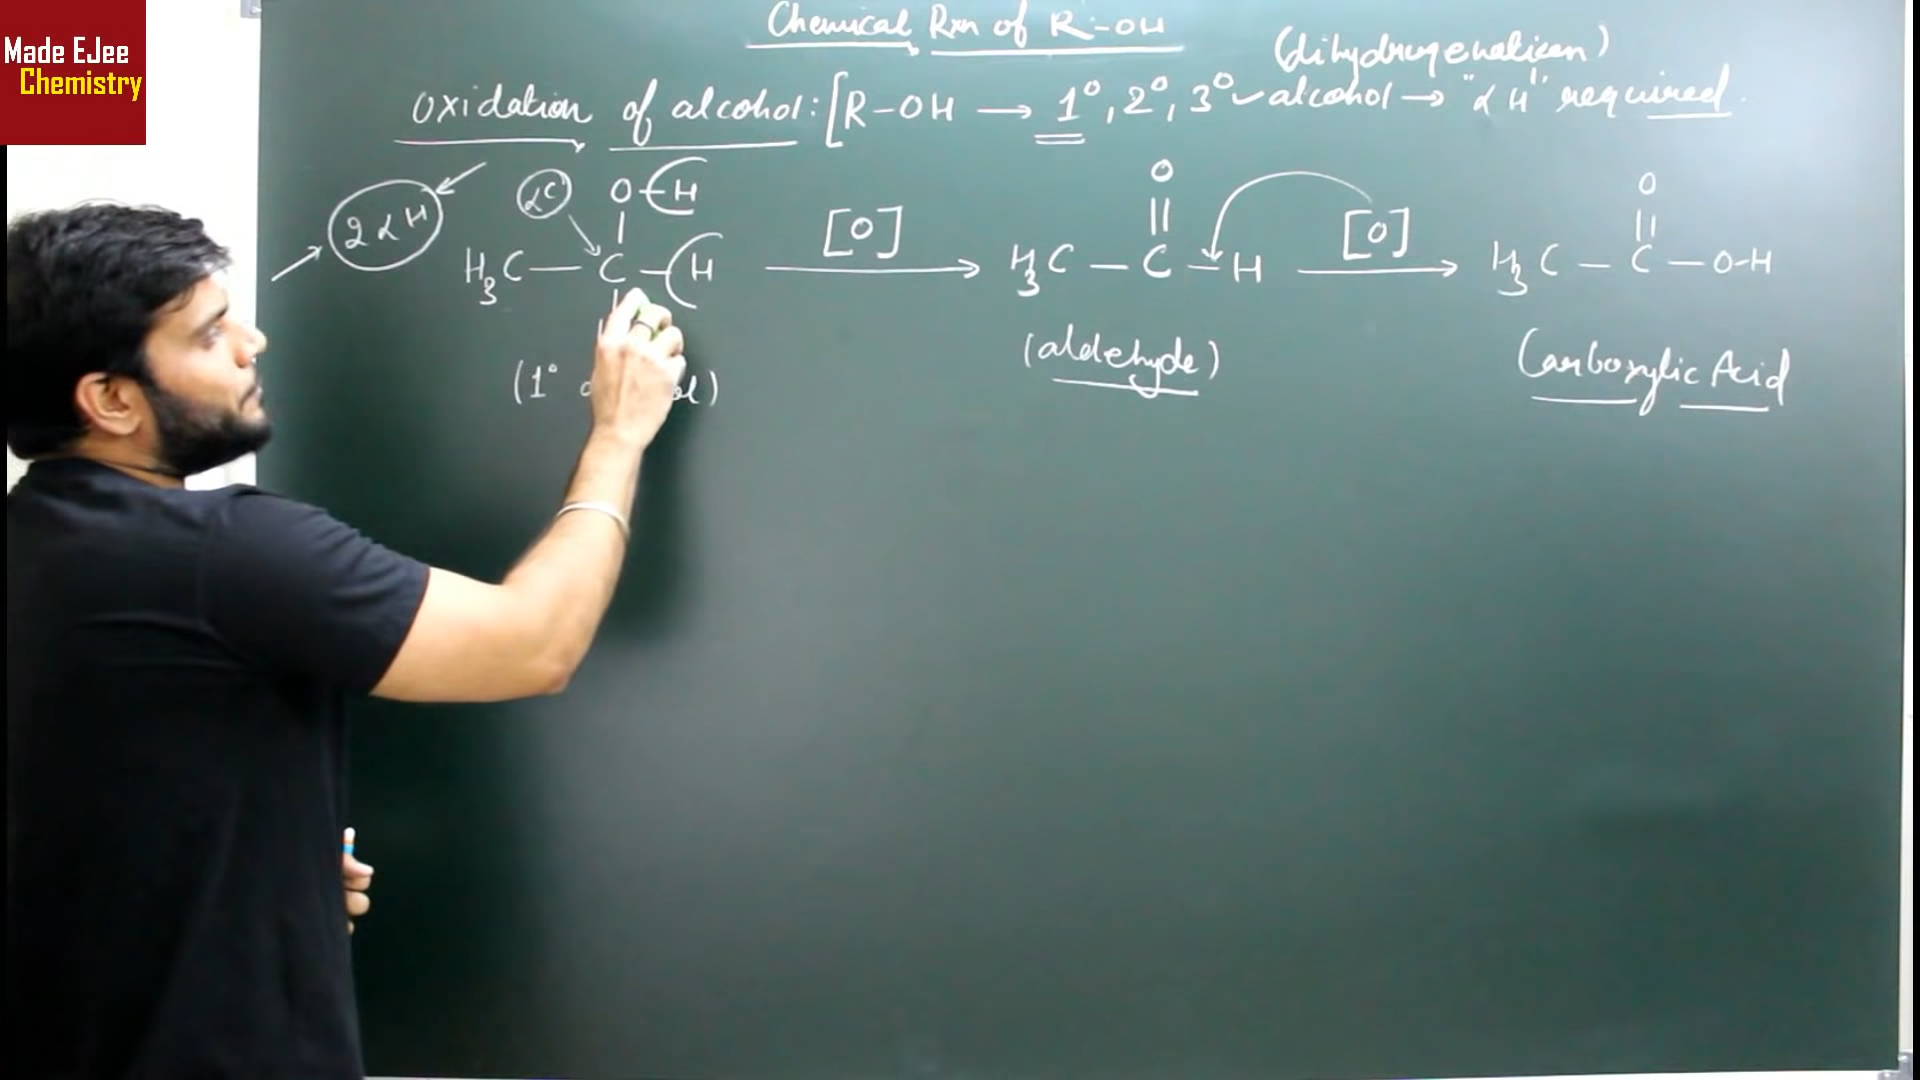 Made EJee
Chemistry
Chemical Rxn of R-OH
(dihydrogenation)
Oxidation of alcohol: [R-OH → 1°, 2°, 3° alcohol → "αH" required.
2αH
αC
O-H
H3C-C-H
(1°
[O]
O
H3C-C-H
(aldehyde)
[O]
O
H3C-C-O-H
Carboxylic Acid